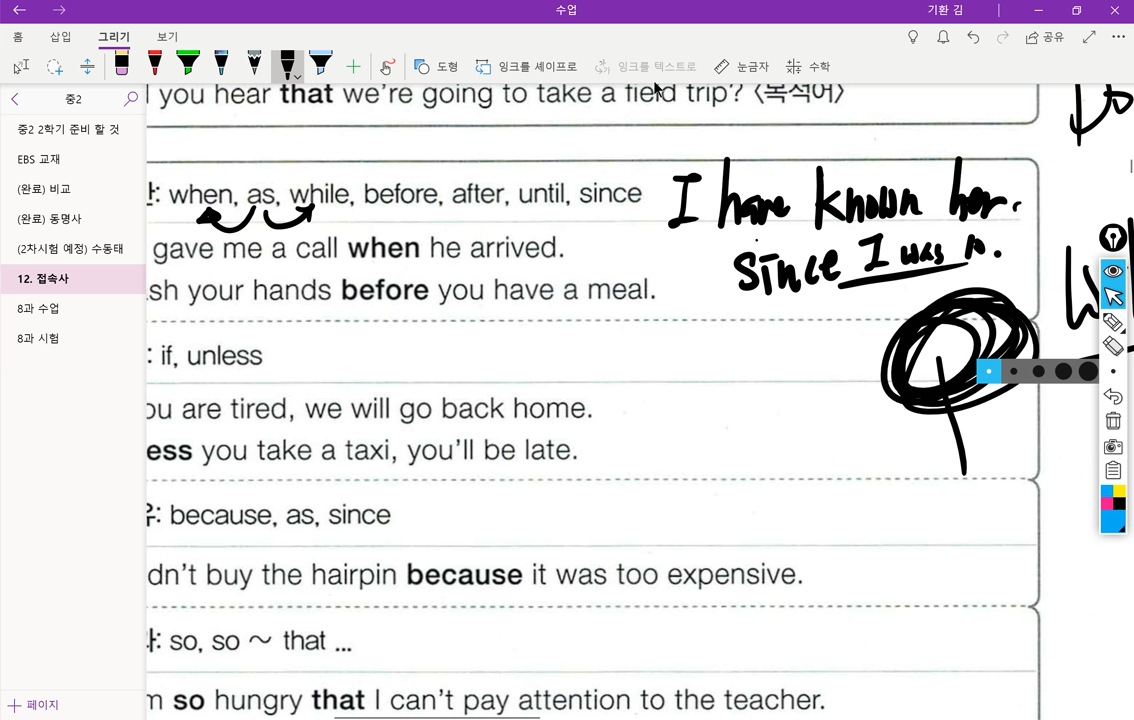 수업
기환 김
홈 삽입 그리기 보기
공유
도형 잉크를 셰이프로 잉크를 텍스트로 눈금자 수학
중2
중2 2학기 준비 할 것
EBS 교재
(완료) 비교
(완료) 동명사
(2차시험 예정) 수동태
12. 접속사
8과 수업
8과 시험
페이지
you hear that we're going to take a field trip? 〈목적어〉
: when, as, while, before, after, until, since
I have known her.
since I was 10.
gave me a call when he arrived.
sh your hands before you have a meal.
: if, unless
ou are tired, we will go back home.
ess you take a taxi, you'll be late.
: because, as, since
dn't buy the hairpin because it was too expensive.
: so, so ~ that ...
m so hungry that I can't pay attention to the teacher.